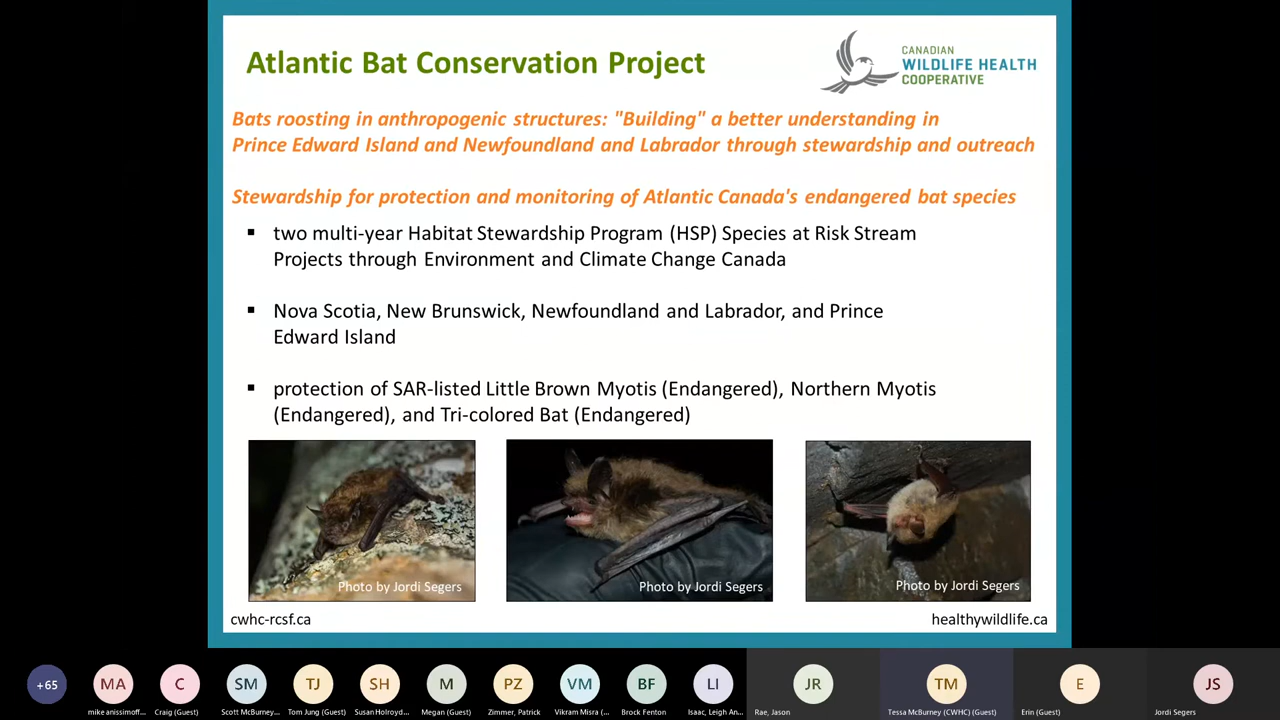 Atlantic Bat Conservation Project
CANADIAN
WILDLIFE HEALTH
COOPERATIVE
Bats roosting in anthropogenic structures: "Building" a better understanding in
Prince Edward Island and Newfoundland and Labrador through stewardship and outreach
Stewardship for protection and monitoring of Atlantic Canada's endangered bat species
▪ two multi-year Habitat Stewardship Program (HSP) Species at Risk Stream
Projects through Environment and Climate Change Canada
▪ Nova Scotia, New Brunswick, Newfoundland and Labrador, and Prince
Edward Island
▪ protection of SAR-listed Little Brown Myotis (Endangered), Northern Myotis
(Endangered), and Tri-colored Bat (Endangered)
Photo by Jordi Segers
Photo by Jordi Segers
Photo by Jordi Segers
cwhc-rcsf.ca
healthywildlife.ca
+65
MA
C
SM
TJ
SH
M
PZ
VM
BF
LI
JR
TM
E
JS
mike anissimoff...
Craig (Guest)
Scott McBurney...
Tom Jung (Guest)
Susan Holroyd...
Megan (Guest)
Zimmer, Patrick
Vikram Misra (...
Brock Fenton
Isaac, Leigh An...
Rae, Jason
Tessa McBurney (CWHC) (Guest)
Erin (Guest)
Jordi Segers